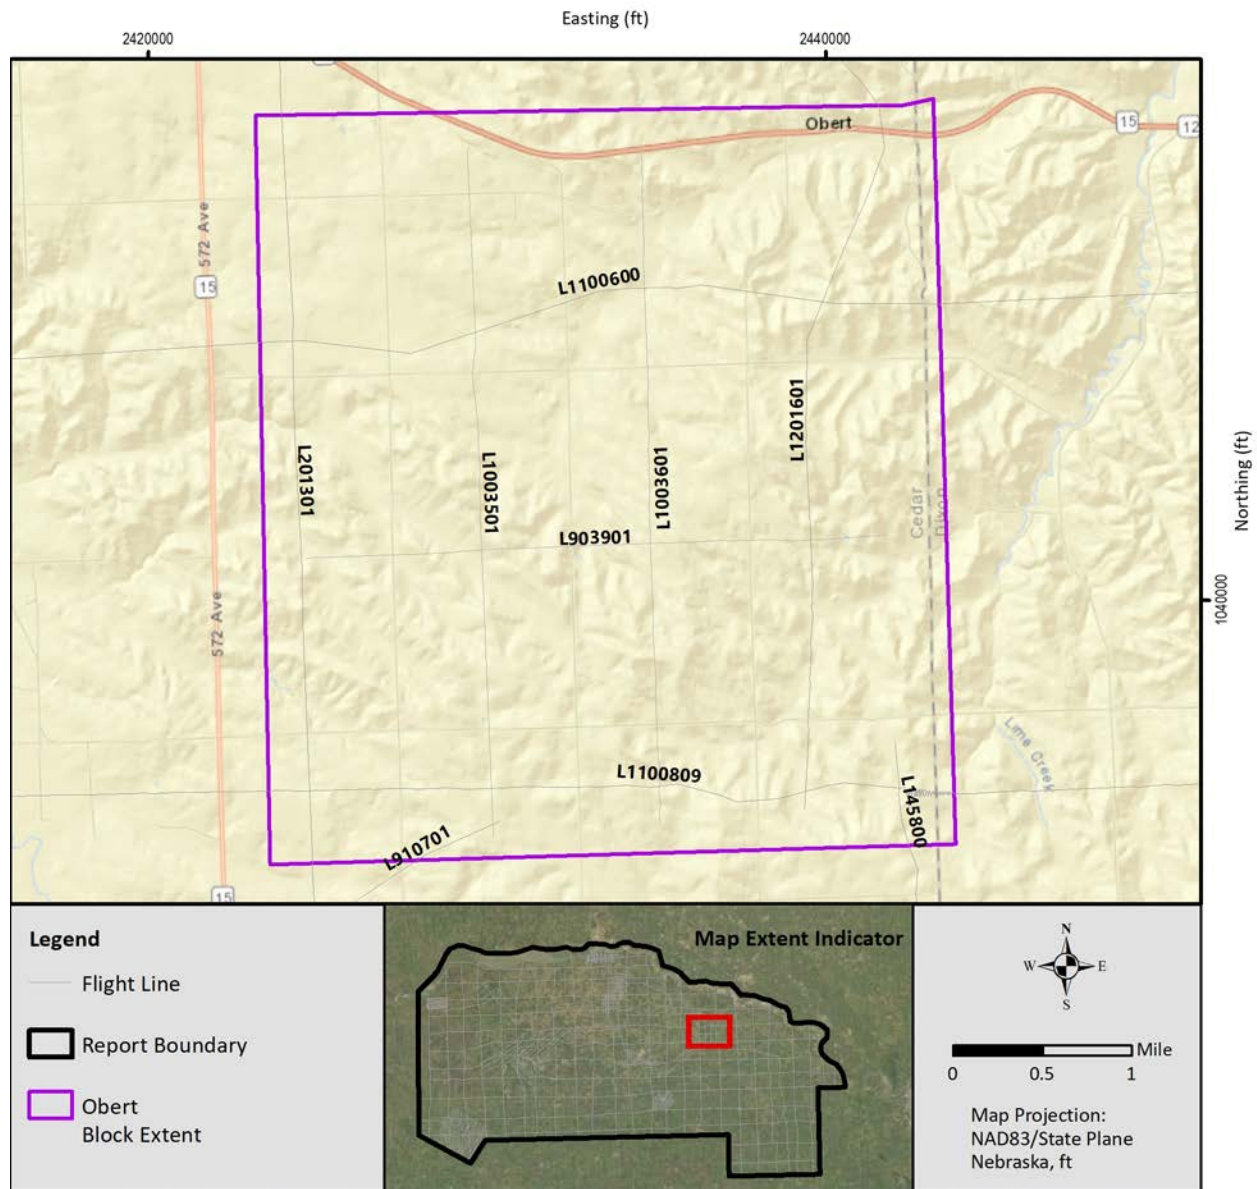 Easting (ft)
2420000
2440000
Obert
15
12
572 Ave
15
L1100600
L1201601
L201301
L1003501
L1003601
Cedar
Dixon
L903901
Northing (ft)
1040000
572 Ave
Lime Creek
L1100809
L145800
L910701
15
Legend
Flight Line
Report Boundary
Obert
Block Extent
Map Extent Indicator
N
W
E
S
Mile
0
0.5
1
Map Projection:
NAD83/State Plane
Nebraska, ft